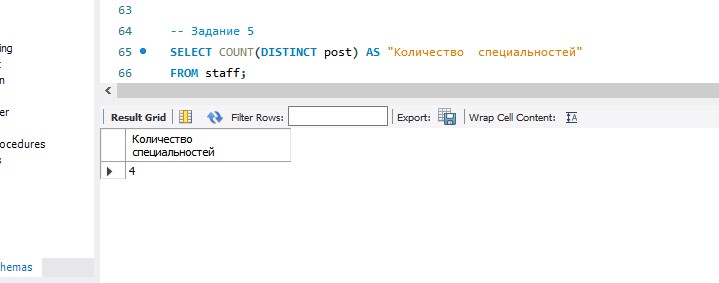 63
64 -- Задание 5
ing
65 SELECT COUNT(DISTINCT post) AS "Количество  специальностей"
66 FROM staff;
er
Result Grid Filter Rows: Export: Wrap Cell Content:
ocedures
Количество
специальностей
4
hemas